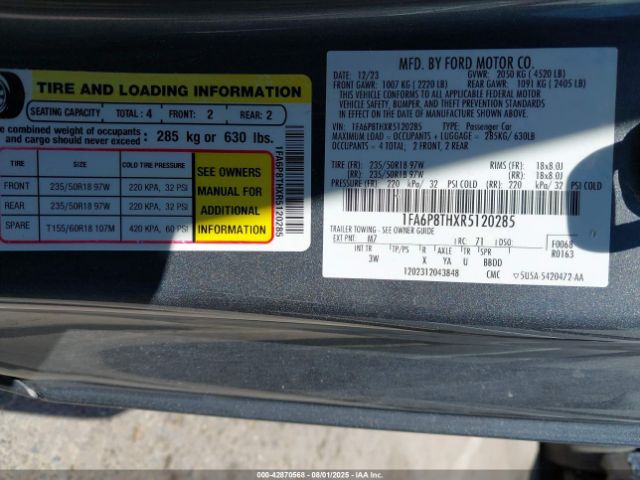 TIRE AND LOADING INFORMATION
SEATING CAPACITY TOTAL : 4 FRONT: 2 REAR: 2
e combined weight of occupants and cargo should never exceed : 285 kg or 630 lbs.
TIRE SIZE COLD TIRE PRESSURE
FRONT 235/50R18 97W 220 KPA, 32 PSI
REAR 235/50R18 97W 220 KPA, 32 PSI
SPARE T155/60R18 107M 420 KPA, 60 PSI
SEE OWNERS
MANUAL FOR
ADDITIONAL
INFORMATION
1FA6P8THXR5120285
MFD. BY FORD MOTOR CO.
DATE: 12/23 GVWR: 2050 KG ( 4520 LB)
FRONT GAWR: 1007 KG ( 2220 LB) REAR GAWR: 1091 KG ( 2405 LB)
THIS VEHICLE CONFORMS TO ALL APPLICABLE FEDERAL MOTOR
VEHICLE SAFETY, BUMPER, AND THEFT PREVENTION STANDARDS
IN EFFECT ON THE DATE OF MANUFACTURE SHOWN ABOVE.
VIN: 1FA6P8THXR5120285 TYPE: Passenger Car
MAXIMUM LOAD = OCCUPANTS + LUGGAGE = 285KG/ 630LB
OCCUPANTS = 4 TOTAL, 2 FRONT, 2 REAR
TIRE (FR): 235/50R18 97W RIMS (FR): 18x8.0J
(RR): 235/50R18 97W (RR): 18x8.0J
PRESSURE (FR): 220 kPa/ 32 PSI COLD (RR): 220 kPa/ 32 PSI COLD
1FA6P8THXR5120285
TRAILER TOWING - SEE OWNER GUIDE
EXT PNT: M7 RC: 71 DSO: F0068
INT TR TP/PS R AXLE TR SPR R0163
3W X YA U BBDD
1202312043848 CMC 5U5A-5420472-AA
000-42870568 - 08/01/2025 - IAAI.COM